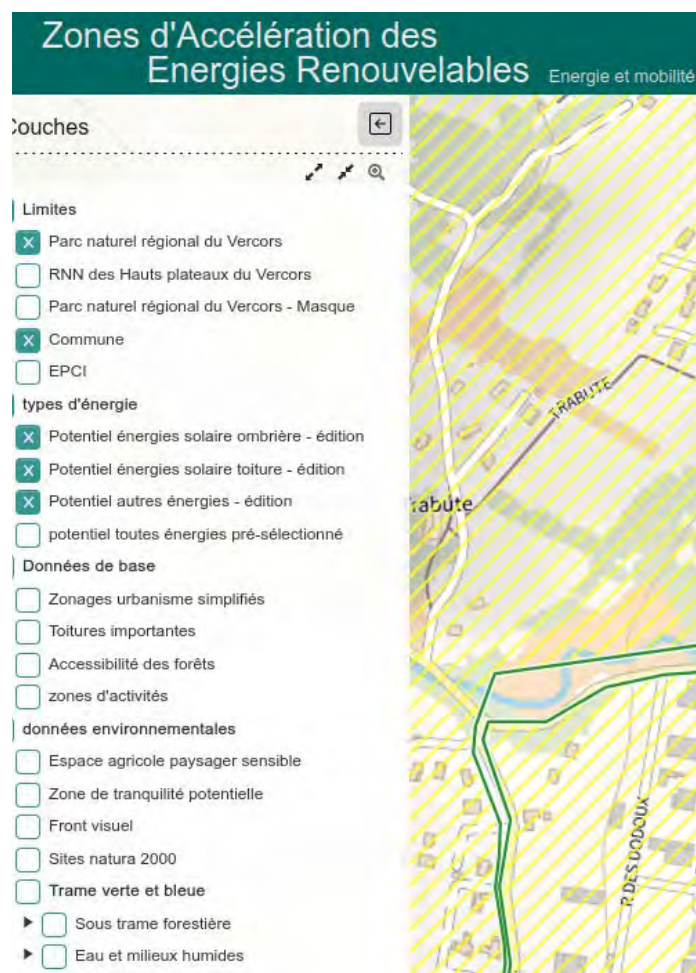 Zones d'Accélération des
Energies Renouvelables Energie et mobilité
Couches
Limites
X Parc naturel régional du Vercors
RNN des Hauts plateaux du Vercors
Parc naturel régional du Vercors - Masque
X Commune
EPCI
types d'énergie
X Potentiel énergies solaire ombrière - édition
X Potentiel énergies solaire toiture - édition
X Potentiel autres énergies - édition
potentiel toutes énergies pré-sélectionné
Données de base
Zonages urbanisme simplifiés
Toitures importantes
Accessibilité des forêts
zones d'activités
données environnementales
Espace agricole paysager sensible
Zone de tranquilité potentielle
Front visuel
Sites natura 2000
Trame verte et bleue
Sous trame forestière
Eau et milieux humides
TRABUTE
rabute
R. DES DODOUX